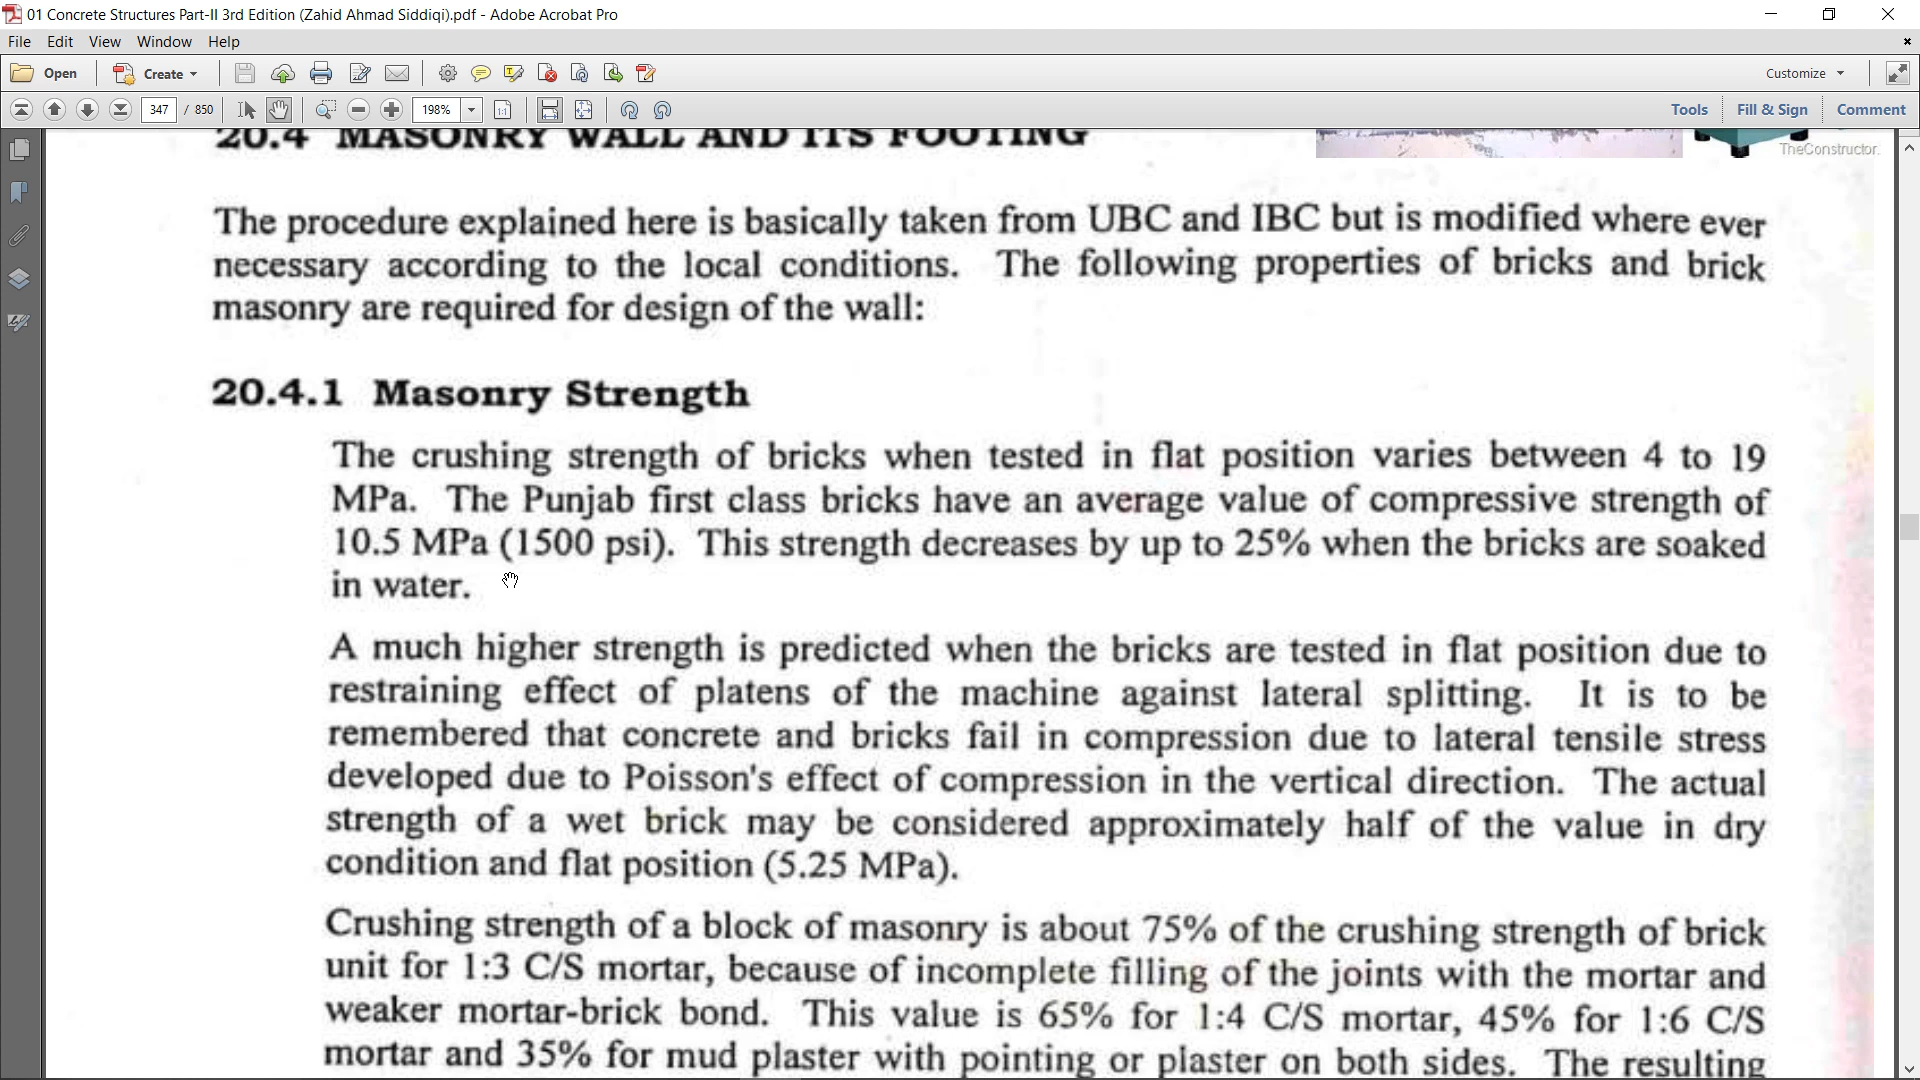 01 Concrete Structures Part-II 3rd Edition (Zahid Ahmad Siddiqi).pdf - Adobe Acrobat Pro
File Edit View Window Help
Open Create Customize
347 / 850 198% Tools Fill & Sign Comment
20.4 MASONRY WALL AND ITS FOOTING
TheConstructor.
The procedure explained here is basically taken from UBC and IBC but is modified where ever
necessary according to the local conditions. The following properties of bricks and brick
masonry are required for design of the wall:
20.4.1 Masonry Strength
The crushing strength of bricks when tested in flat position varies between 4 to 19
MPa. The Punjab first class bricks have an average value of compressive strength of
10.5 MPa (1500 psi). This strength decreases by up to 25% when the bricks are soaked
in water.
A much higher strength is predicted when the bricks are tested in flat position due to
restraining effect of platens of the machine against lateral splitting. It is to be
remembered that concrete and bricks fail in compression due to lateral tensile stress
developed due to Poisson's effect of compression in the vertical direction. The actual
strength of a wet brick may be considered approximately half of the value in dry
condition and flat position (5.25 MPa).
Crushing strength of a block of masonry is about 75% of the crushing strength of brick
unit for 1:3 C/S mortar, because of incomplete filling of the joints with the mortar and
weaker mortar-brick bond. This value is 65% for 1:4 C/S mortar, 45% for 1:6 C/S
mortar and 35% for mud plaster with pointing or plaster on both sides. The resulting